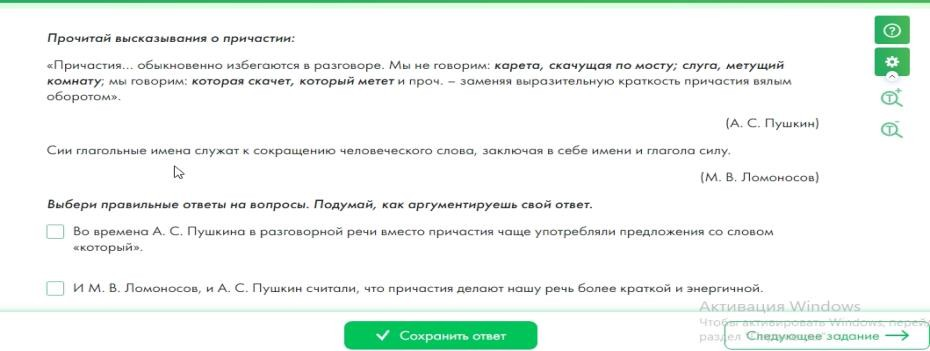 Прочитай высказывания о причастии:
«Причастия... обыкновенно избегаются в разговоре. Мы не говорим: карета, скачущая по мосту; слуга, метущий
комнату; мы говорим: которая скачет, который метет и проч. – заменяя выразительную краткость причастия вялым
оборотом».
(А. С. Пушкин)
Сии глагольные имена служат к сокращению человеческого слова, заключая в себе имени и глагола силу.
(М. В. Ломоносов)
Выбери правильные ответы на вопросы. Подумай, как аргументируешь свой ответ.
Во времена А. С. Пушкина в разговорной речи вместо причастия чаще употребляли предложения со словом
«который».
И М. В. Ломоносов, и А. С. Пушкин считали, что причастия делают нашу речь более краткой и энергичной.
Активация Windows
Чтобы активировать Windows, перей
раздел
Сохранить ответ
Следующее задание